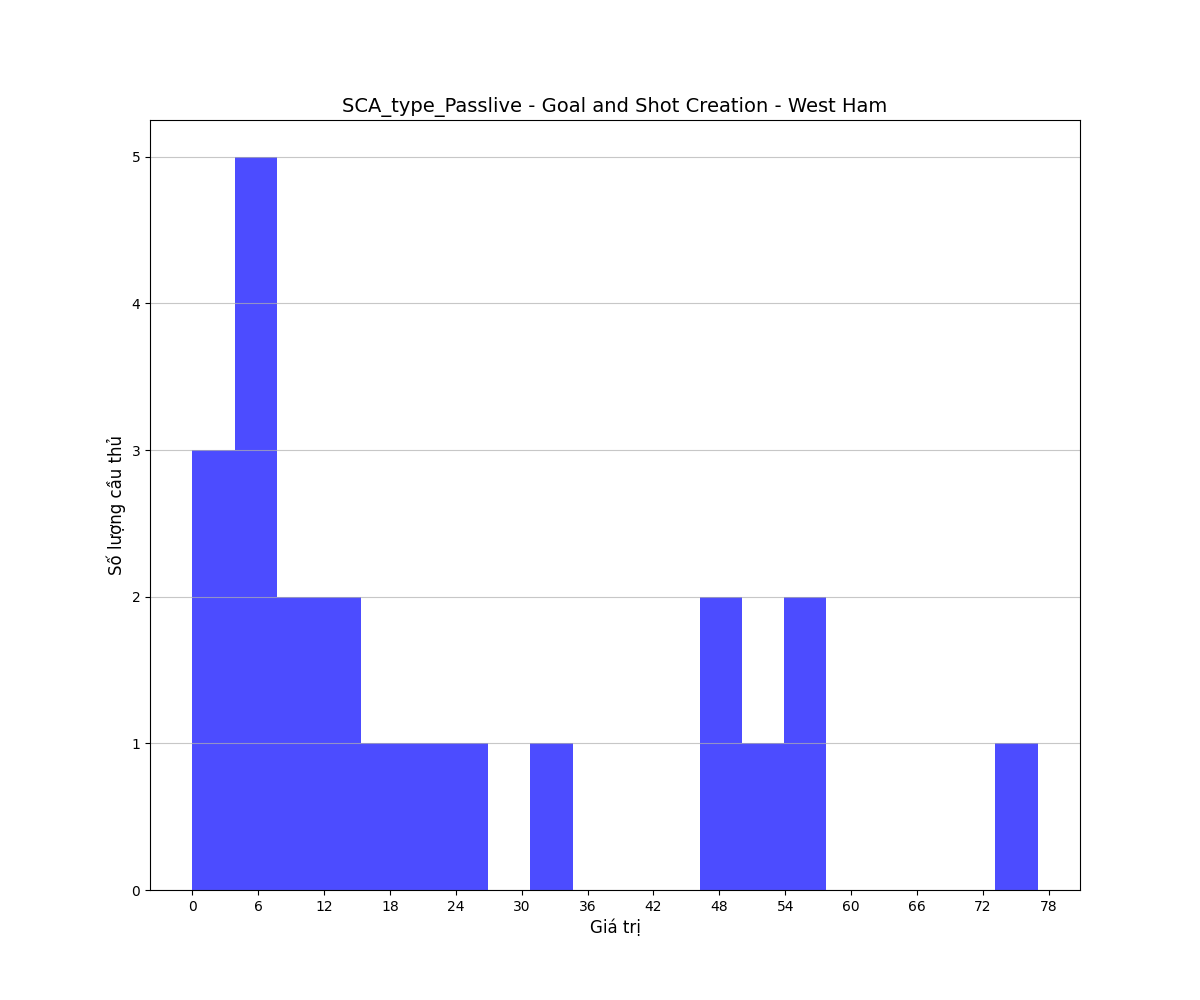 SCA_type_Passlive - Goal and Shot Creation - West Ham
Số lượng cầu thủ
5
4
3
2
1
0
0 6 12 18 24 30 36 42 48 54 60 66 72 78
Giá trị